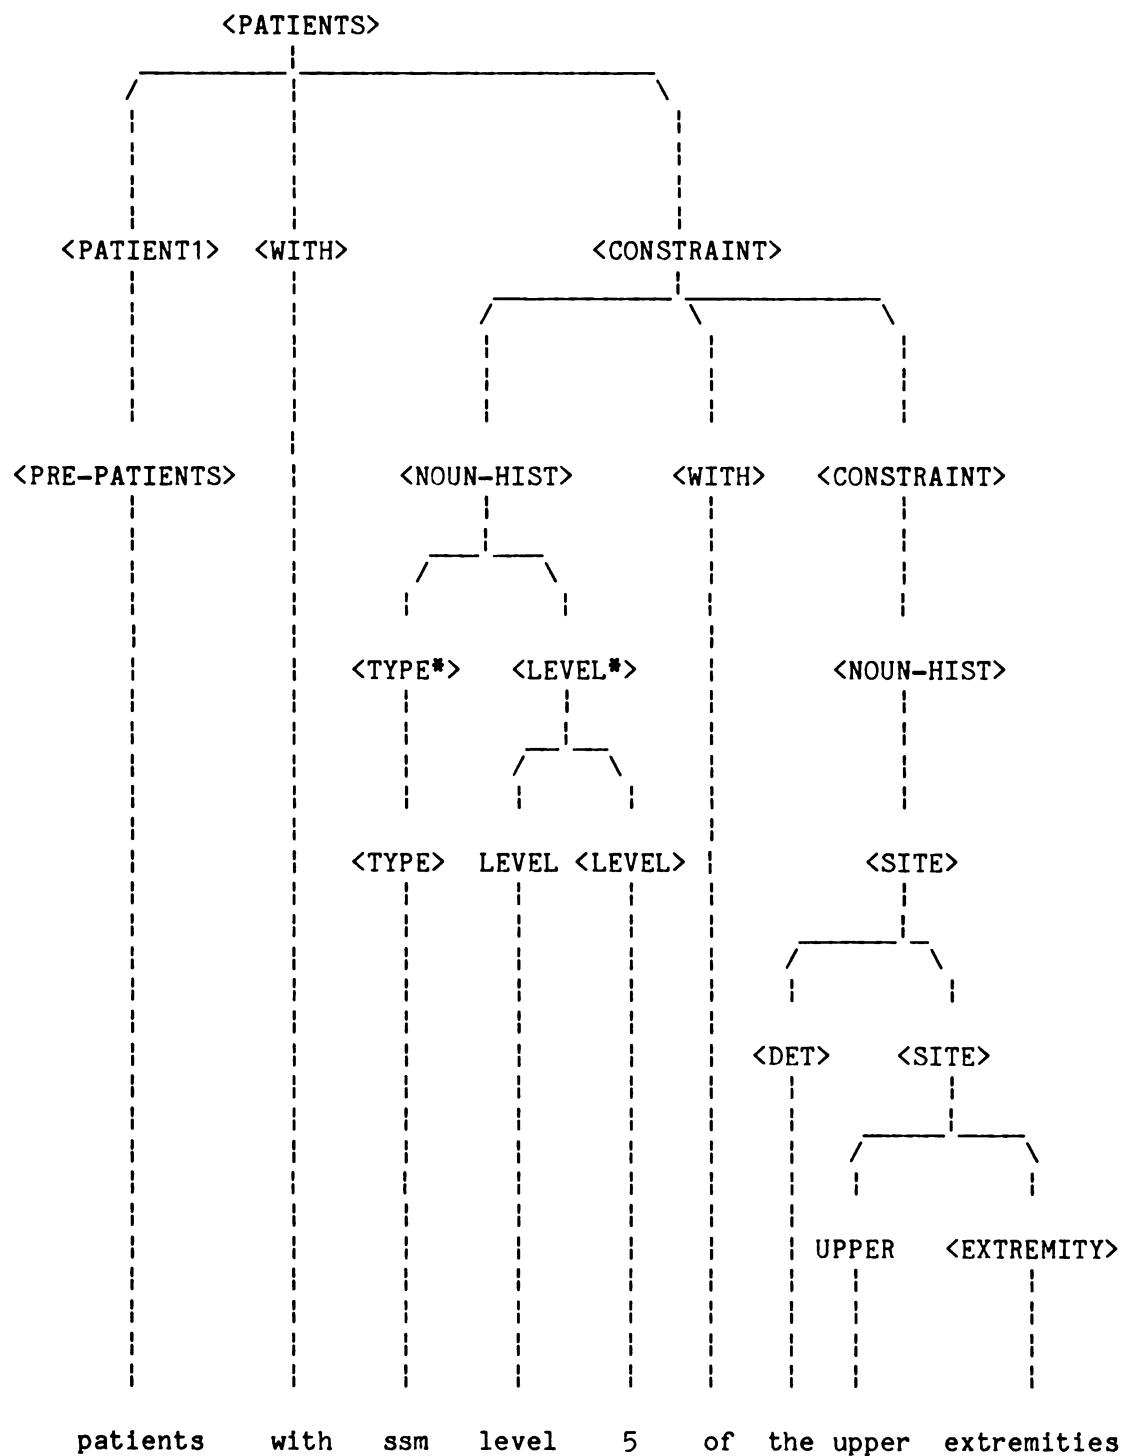 <PATIENTS>
<PATIENT1> <WITH> <CONSTRAINT>
<PRE-PATIENTS> <NOUN-HIST> <WITH> <CONSTRAINT>
<TYPE*> <LEVEL*> <NOUN-HIST>
<TYPE> LEVEL <LEVEL> <SITE>
<DET> <SITE>
UPPER <EXTREMITY>
patients with ssm level 5 of the upper extremities